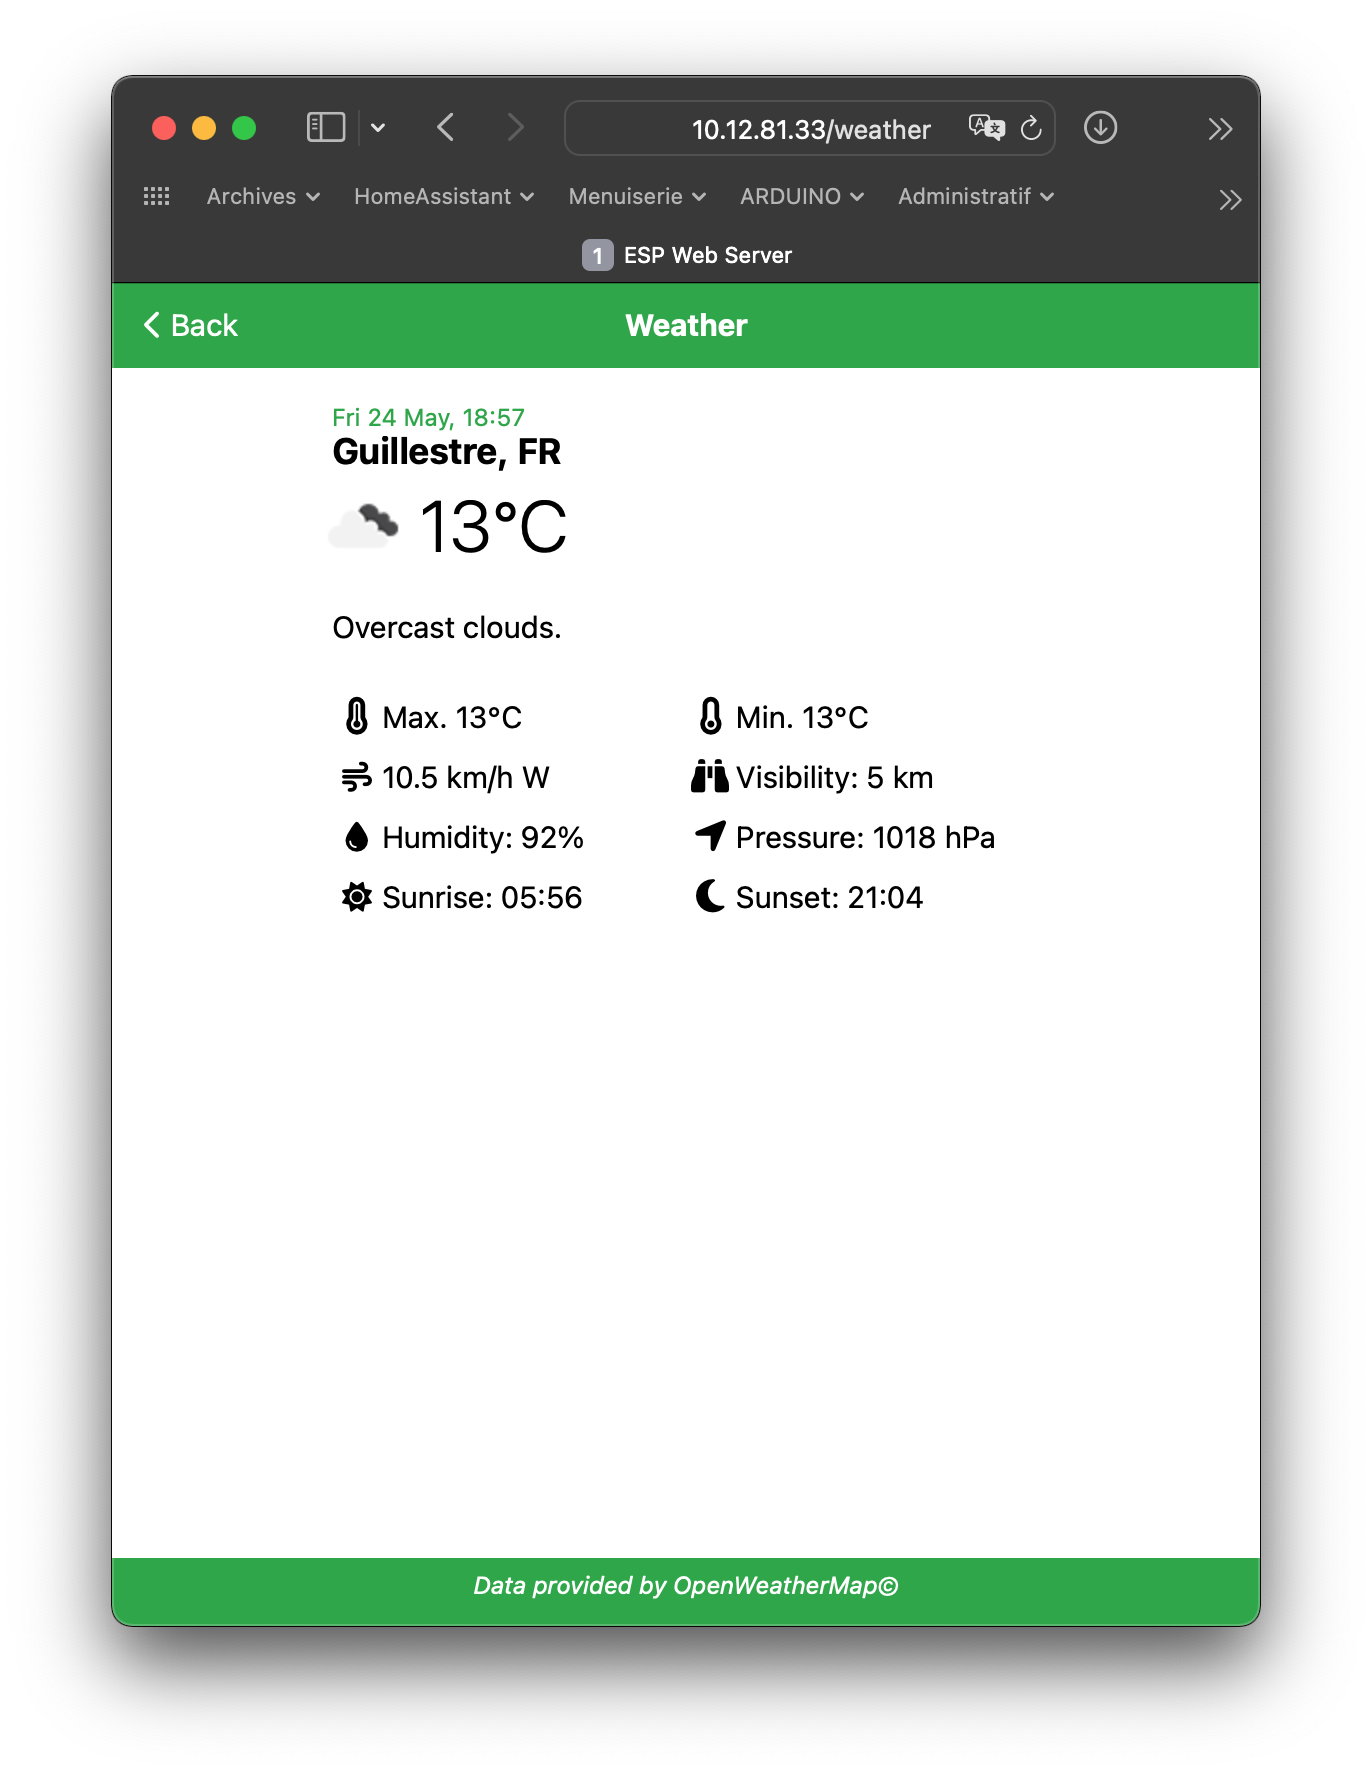 10.12.81.33/weather
Archives HomeAssistant Menuiserie ARDUINO Administratif
1 ESP Web Server
Back Weather
Fri 24 May, 18:57
Guillestre, FR
13°C
Overcast clouds.
Max. 13°C Min. 13°C
10.5 km/h W Visibility: 5 km
Humidity: 92% Pressure: 1018 hPa
Sunrise: 05:56 Sunset: 21:04
Data provided by OpenWeatherMap©